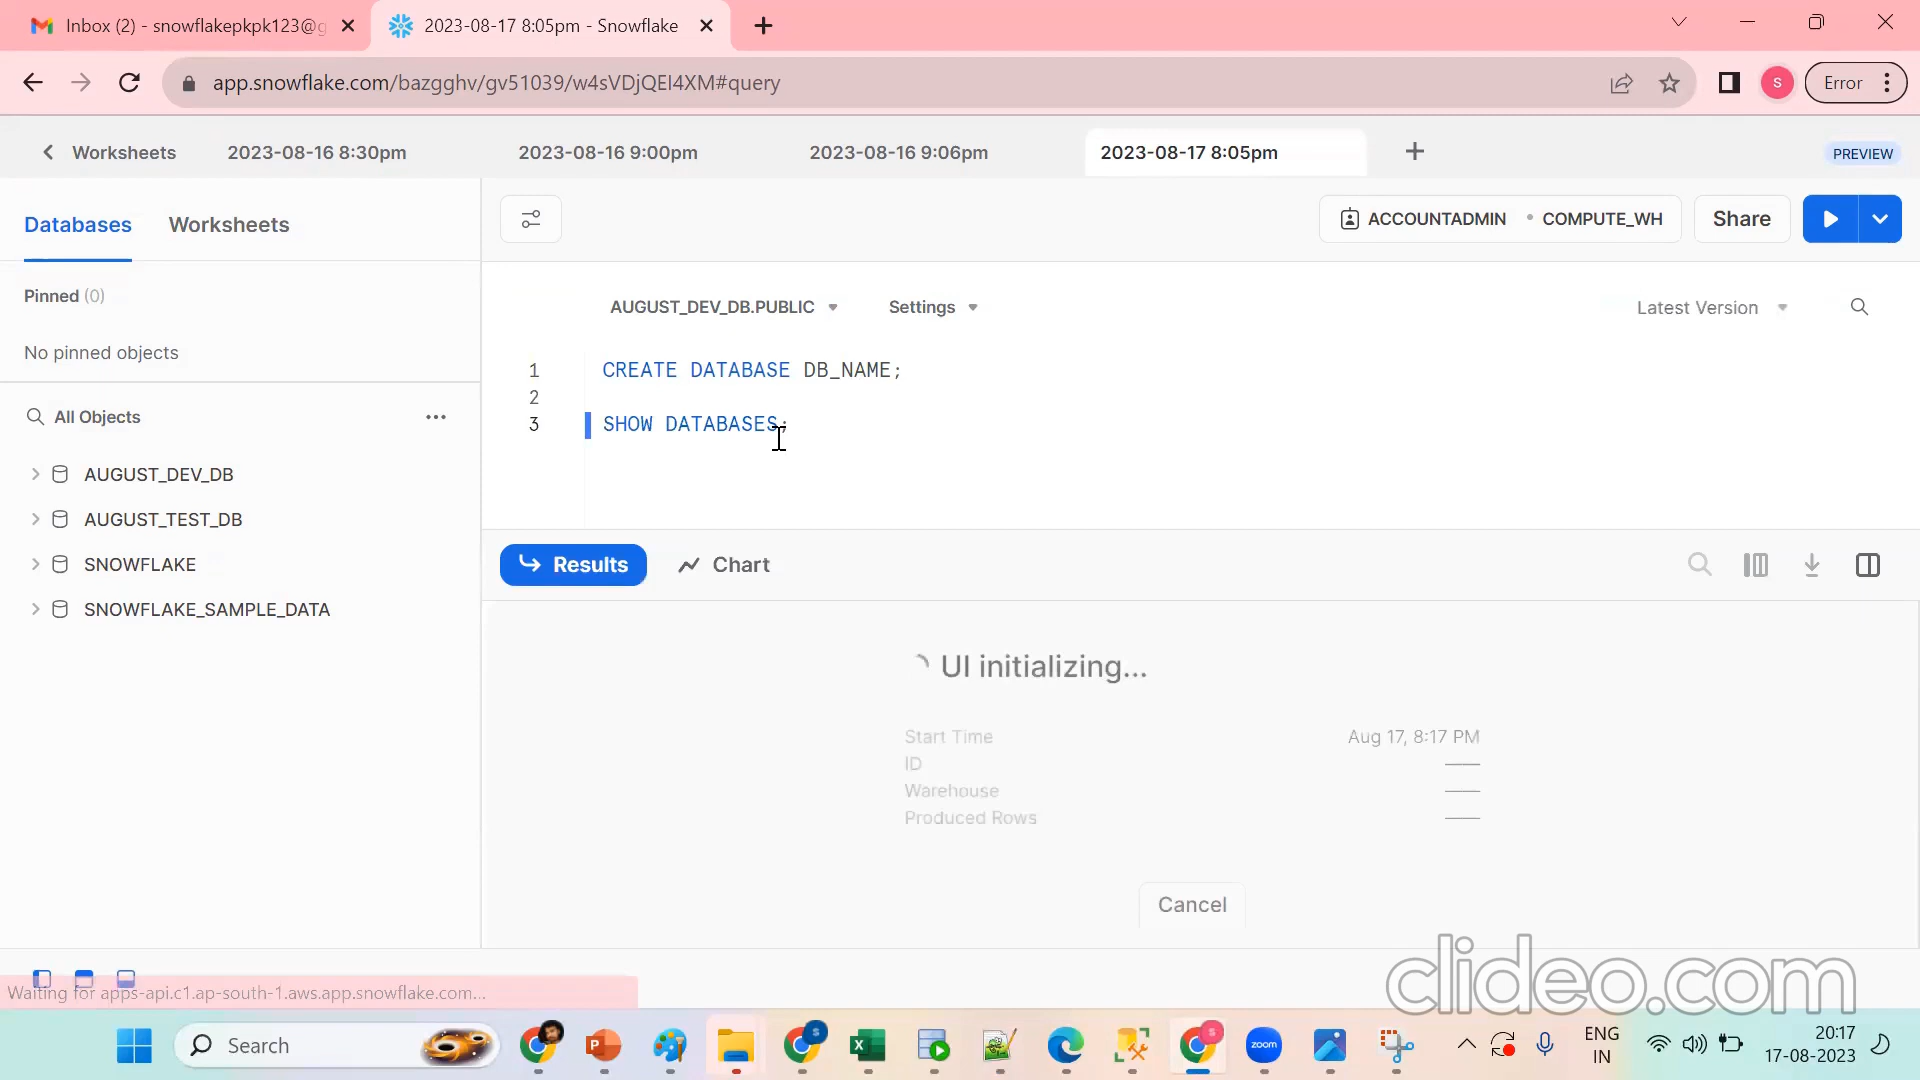 Inbox (2) - snowflakepkpk123@g
2023-08-17 8:05pm - Snowflake
app.snowflake.com/bazgghv/gv51039/w4sVDjQEI4XM#query
S
Error
Worksheets
2023-08-16 8:30pm
2023-08-16 9:00pm
2023-08-16 9:06pm
2023-08-17 8:05pm
PREVIEW
Databases
Worksheets
ACCOUNTADMIN
COMPUTE_WH
Share
Pinned (0)
No pinned objects
AUGUST_DEV_DB.PUBLIC
Settings
Latest Version
1 CREATE DATABASE DB_NAME;
2
3 SHOW DATABASES;
All Objects
AUGUST_DEV_DB
AUGUST_TEST_DB
SNOWFLAKE
SNOWFLAKE_SAMPLE_DATA
Results
Chart
UI initializing...
Start Time Aug 17, 8:17 PM
ID
Warehouse
Produced Rows
Cancel
Waiting for apps-api.c1.ap-south-1.aws.app.snowflake.com...
clideo.com
Search
S
S
zoom
ENG
IN
20:17
17-08-2023